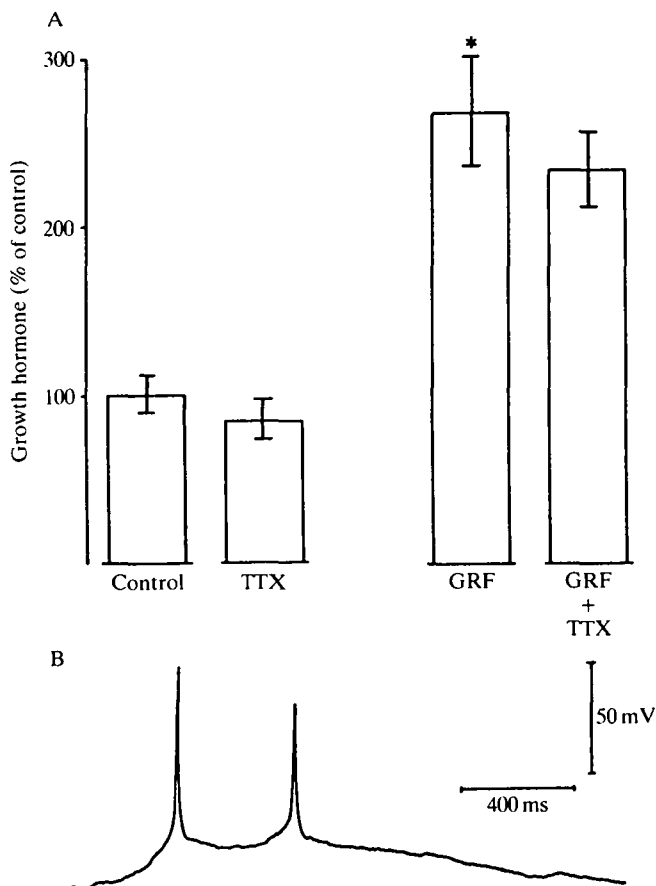 A
300
*
200
100
Growth hormone (% of control)
Control
TTX
GRF
GRF
+
TTX
B
50 mV
400 ms